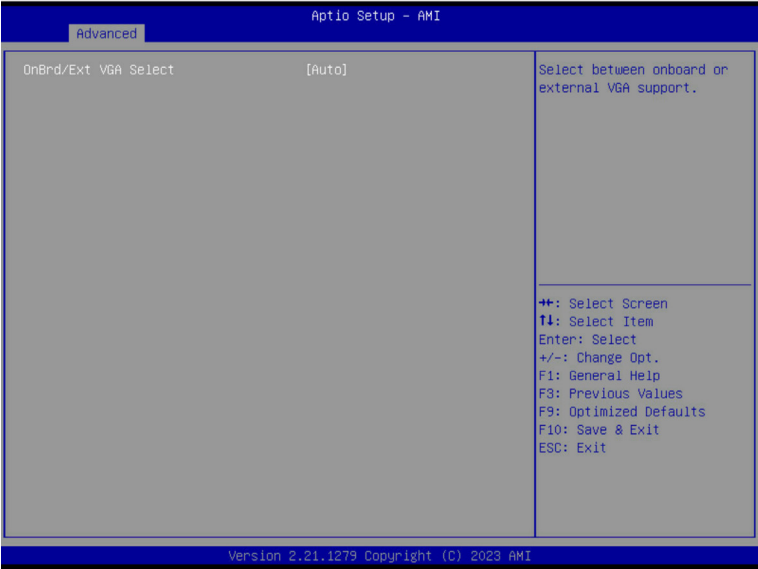 Aptio Setup – AMI
Advanced
OnBrd/Ext VGA Select [Auto]
Select between onboard or
external VGA support.
→←: Select Screen
↑↓: Select Item
Enter: Select
+/-: Change Opt.
F1: General Help
F3: Previous Values
F9: Optimized Defaults
F10: Save & Exit
ESC: Exit
Version 2.21.1279 Copyright (C) 2023 AMI